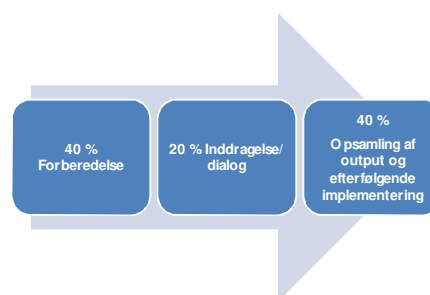 40 %
Forberedelse
20 % Inddragelse/
dialog
40 %
Opsamling af
output og
efterfølgende
implementering